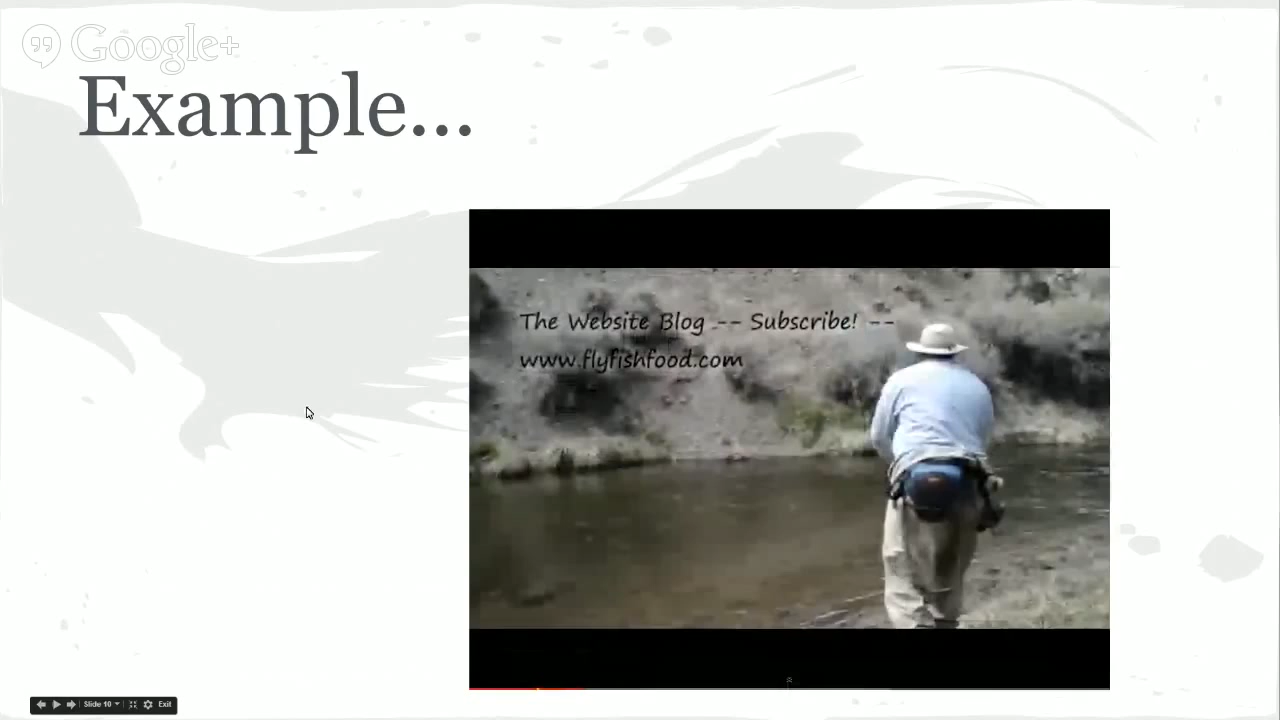 Google+
Example...
The Website Blog -- Subscribe! --
www.flyfishfood.com
Slide 10
Exit